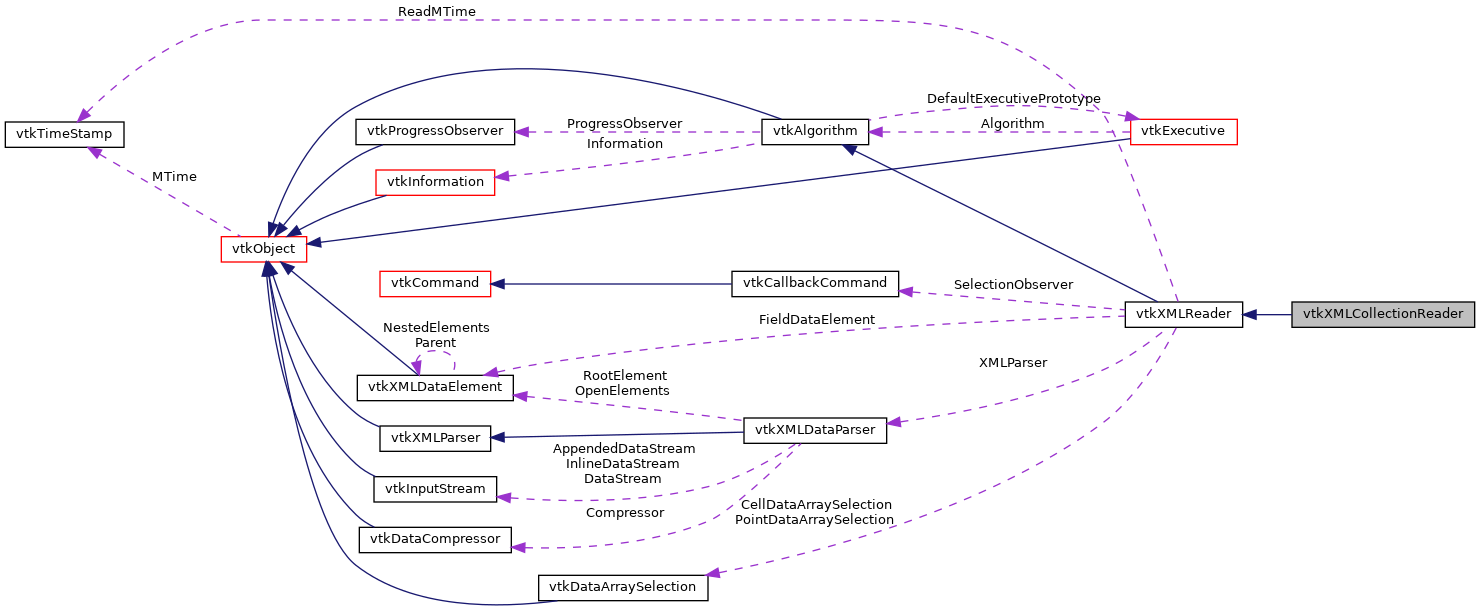 ReadMTime
DefaultExecutivePrototype
vtkTimeStamp
vtkProgressObserver
ProgressObserver
vtkAlgorithm
Algorithm
vtkExecutive
Information
MTime
vtkInformation
vtkObject
vtkCommand
vtkCallbackCommand
SelectionObserver
vtkXMLReader
vtkXMLCollectionReader
FieldDataElement
NestedElements
Parent
XMLParser
vtkXMLDataElement
RootElement
OpenElements
vtkXMLParser
vtkXMLDataParser
AppendedDataStream
InlineDataStream
DataStream
vtkInputStream
CellDataArraySelection
PointDataArraySelection
Compressor
vtkDataCompressor
vtkDataArraySelection